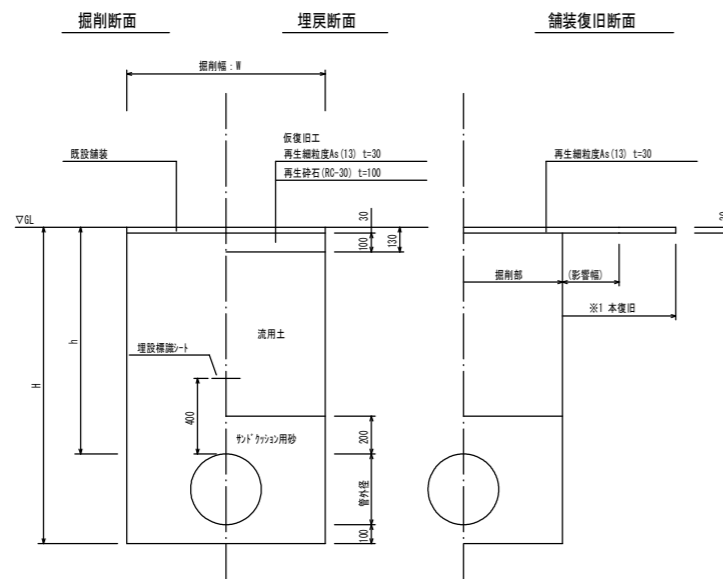 掘削断面
埋戻断面
舗装復旧断面
掘削幅：W
仮復旧工
既設舗装
再生細粒度As(13) t=30
再生砕石(RC-30) t=100
再生細粒度As(13) t=30
▽GL
30
100
130
掘削部
(影響幅)
※1 本復旧
流用土
埋設標識シート
h
H
400
サンドクッション用砂
200
管外径
100